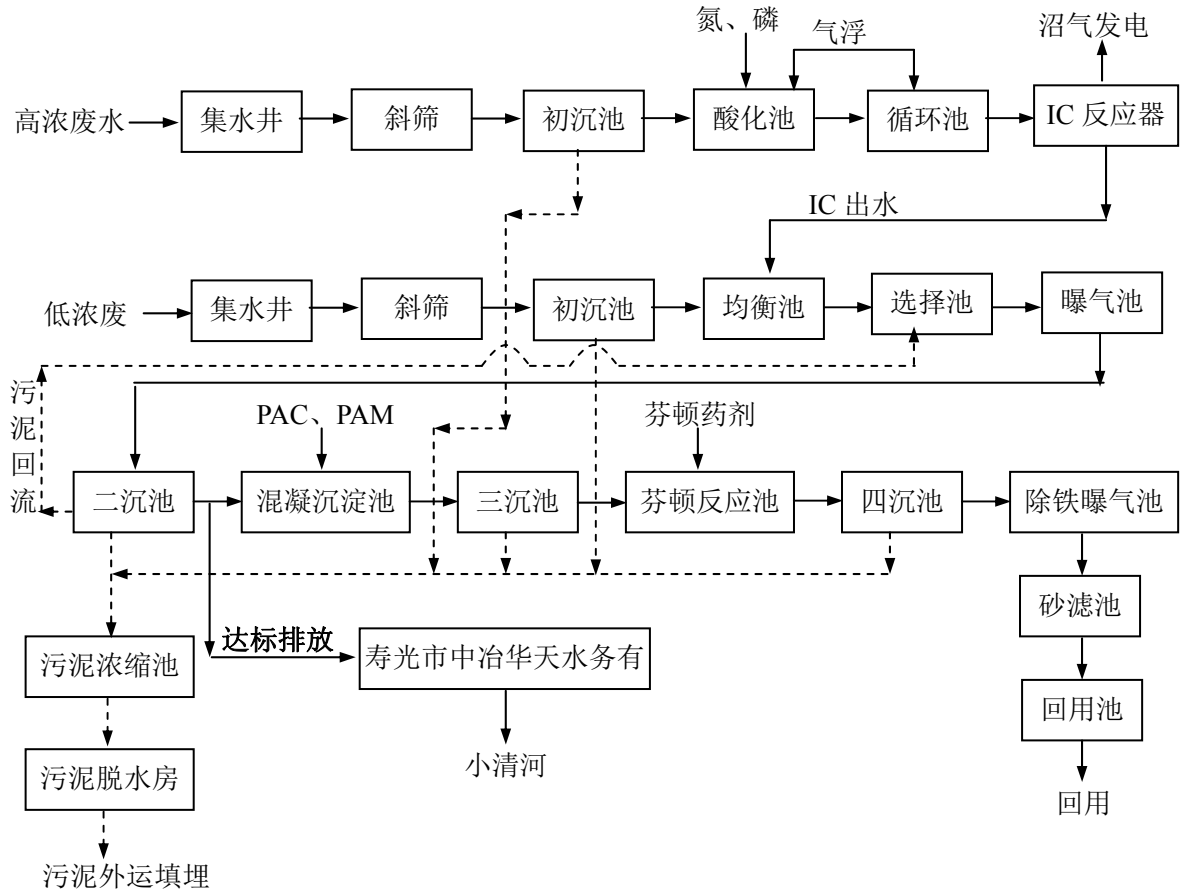 氮、磷
气浮
沼气发电
高浓废水
集水井
斜筛
初沉池
酸化池
循环池
IC 反应器
IC 出水
低浓废
集水井
斜筛
初沉池
均衡池
选择池
曝气池
污泥回流
PAC、PAM
芬顿药剂
二沉池
混凝沉淀池
三沉池
芬顿反应池
四沉池
除铁曝气池
砂滤池
达标排放
寿光市中冶华天水务有
污泥浓缩池
回用池
小清河
污泥脱水房
回用
污泥外运填埋